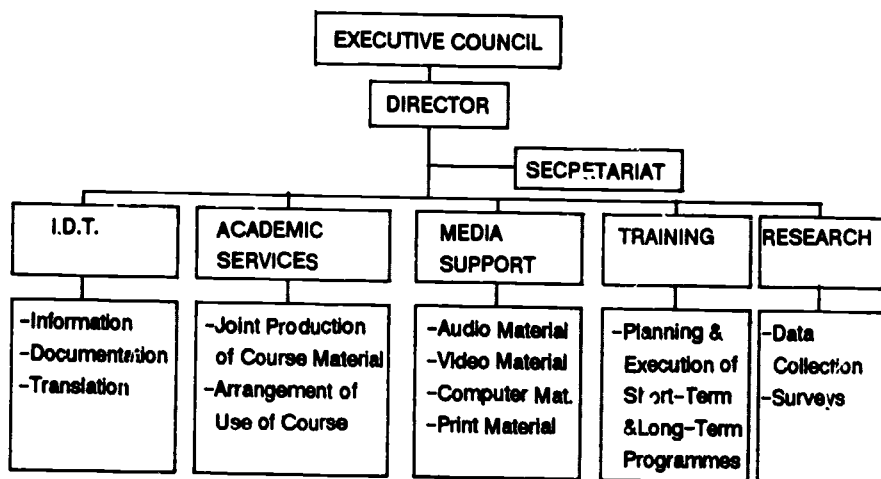 EXECUTIVE COUNCIL
DIRECTOR
SECRETARIAT
I.D.T.
ACADEMIC
SERVICES
MEDIA
SUPPORT
TRAINING
RESEARCH
-Information
-Documentation
-Translation
-Joint Production
of Course Material
-Arrangement of
Use of Course
-Audio Material
-Video Material
-Computer Mat.
-Print Material
-Planning &
Execution of
Short-Term
&Long-Term
Programmes
-Data
Collection
-Surveys